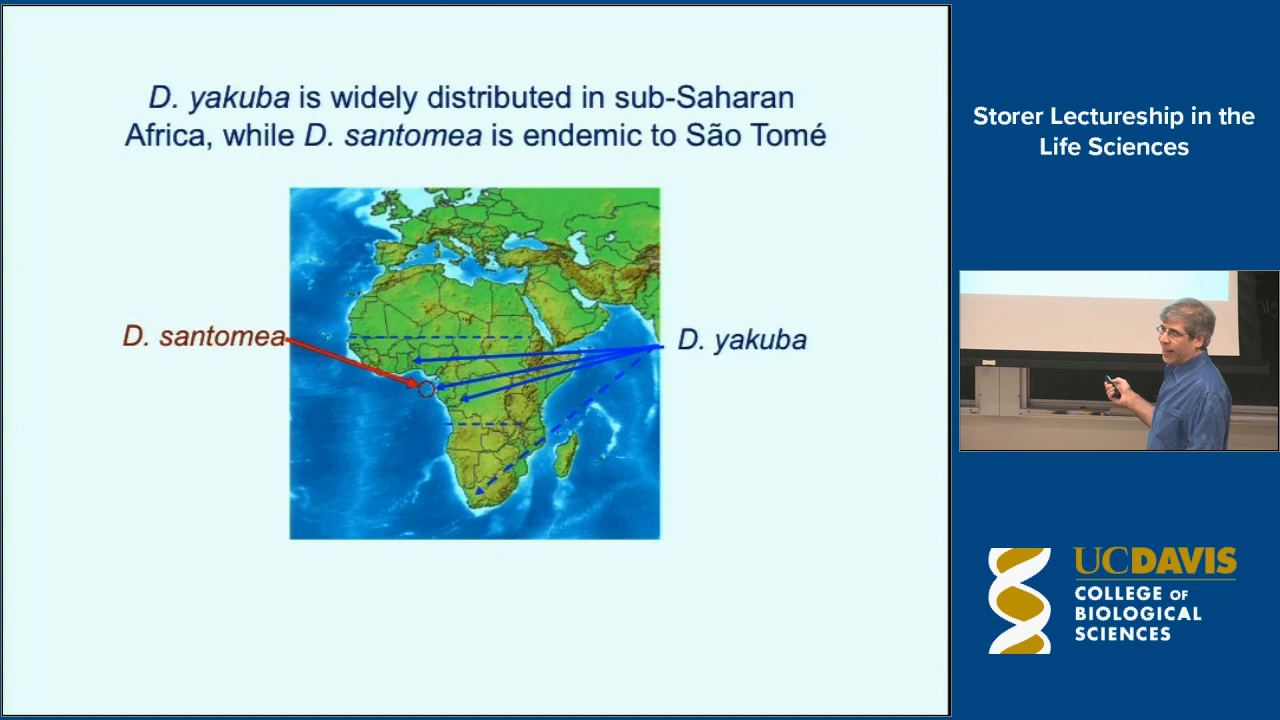 D. yakuba is widely distributed in sub-Saharan
Africa, while D. santomea is endemic to São Tomé
D. santomea
D. yakuba
Storer Lectureship in the
Life Sciences
UCDAVIS
COLLEGE OF
BIOLOGICAL
SCIENCES